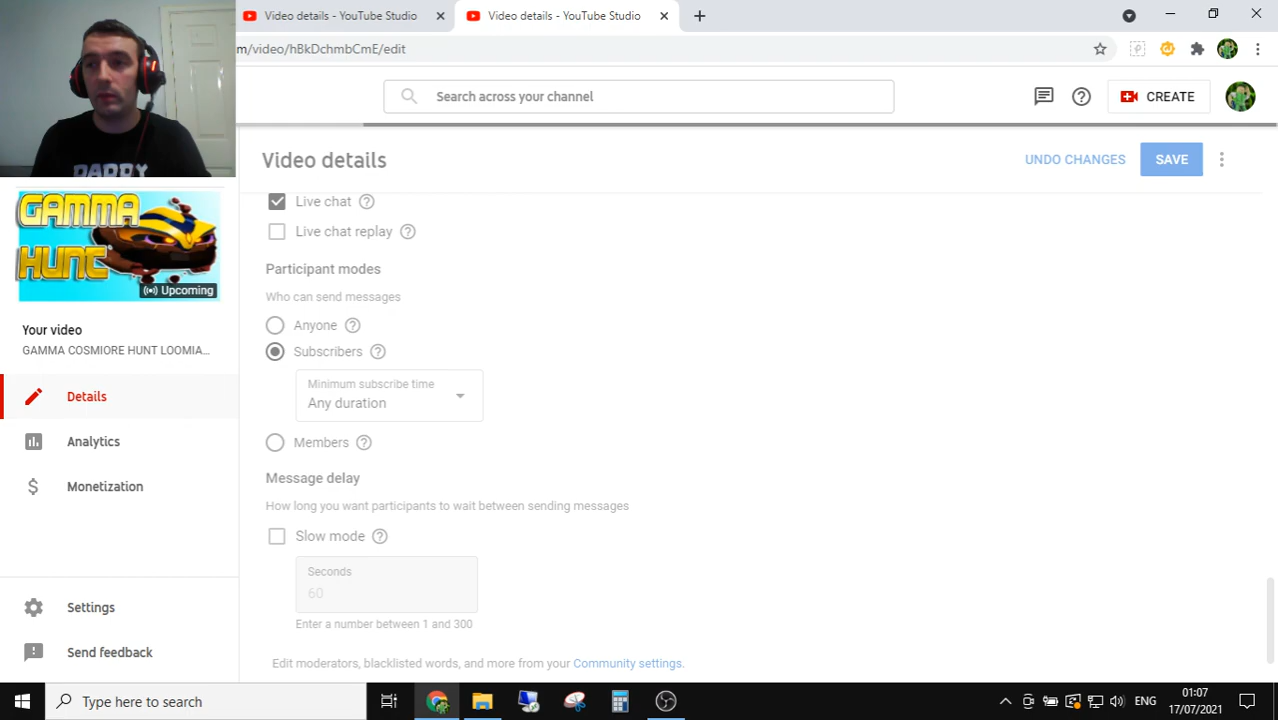 Video details - YouTube Studio
Video details - YouTube Studio
m/video/hBkDchmbCmE/edit
Search across your channel
CREATE
Video details
UNDO CHANGES
SAVE
Live chat
Live chat replay
Participant modes
Who can send messages
Anyone
Subscribers
Minimum subscribe time
Any duration
Members
Message delay
How long you want participants to wait between sending messages
Slow mode
Seconds
60
Enter a number between 1 and 300
Edit moderators, blacklisted words, and more from your Community settings.
DADDY
GAMMA
HUNT
Upcoming
Your video
GAMMA COSMIORE HUNT LOOMIA...
Details
Analytics
Monetization
Settings
Send feedback
Type here to search
ENG
01:07
17/07/2021